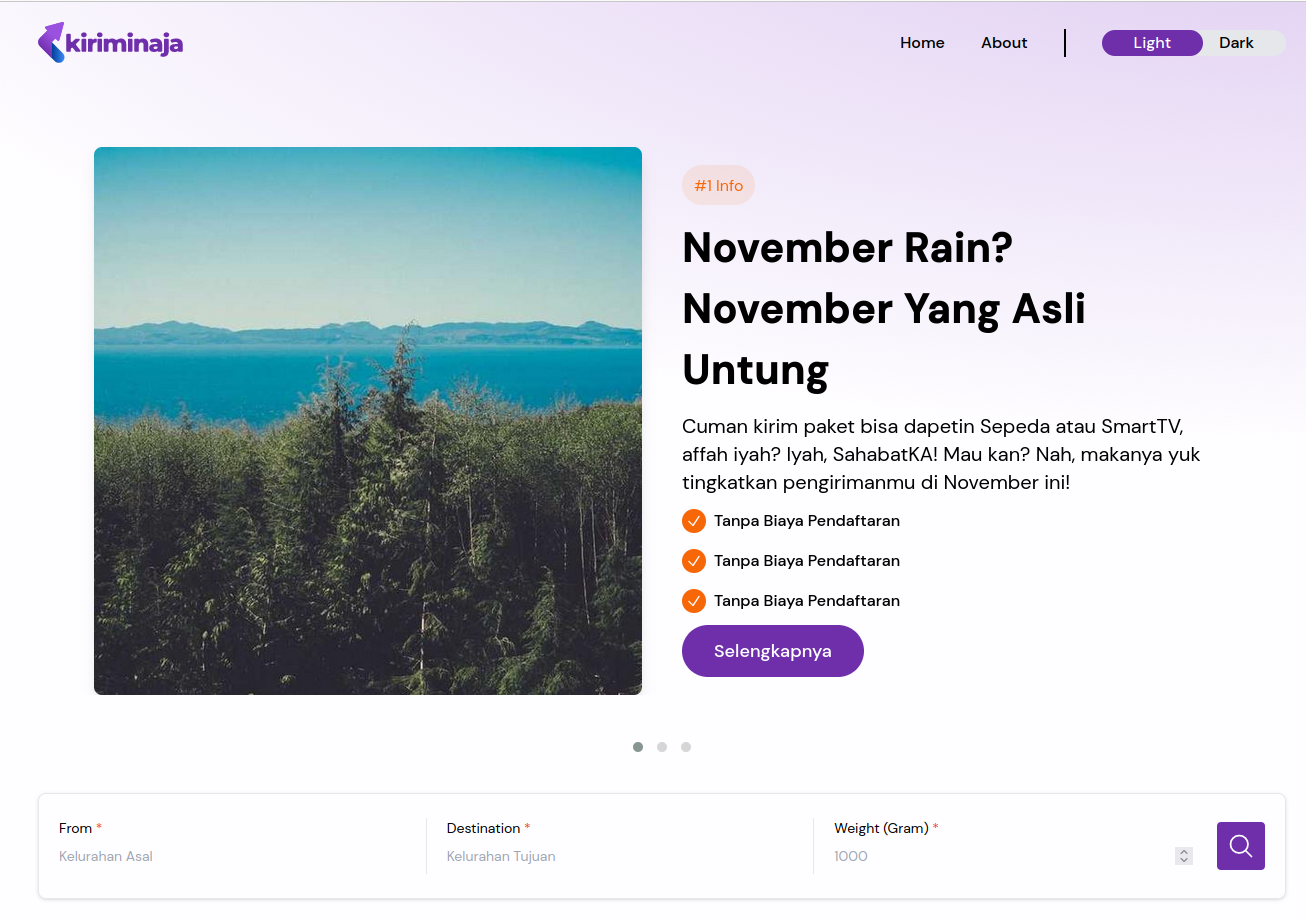 kiriminaja
Home
About
Light
Dark
#1 Info
November Rain?
November Yang Asli
Untung
Cuman kirim paket bisa dapetin Sepeda atau SmartTV,
affah iyah? Iyah, SahabatKA! Mau kan? Nah, makanya yuk
tingkatkan pengirimanmu di November ini!
Tanpa Biaya Pendaftaran
Tanpa Biaya Pendaftaran
Tanpa Biaya Pendaftaran
Selengkapnya
From *
Kelurahan Asal
Destination *
Kelurahan Tujuan
Weight (Gram) *
1000